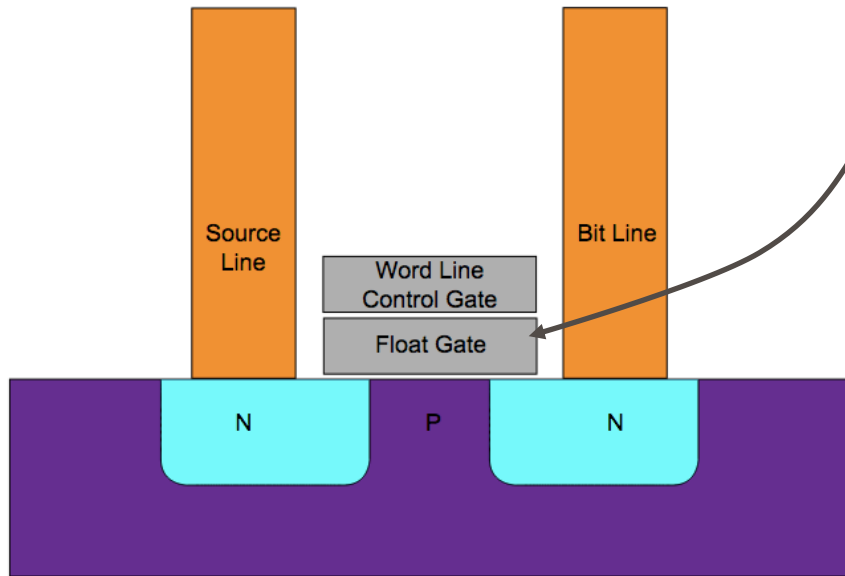 Source
Line
Bit Line
Word Line
Control Gate
Float Gate
N
P
N